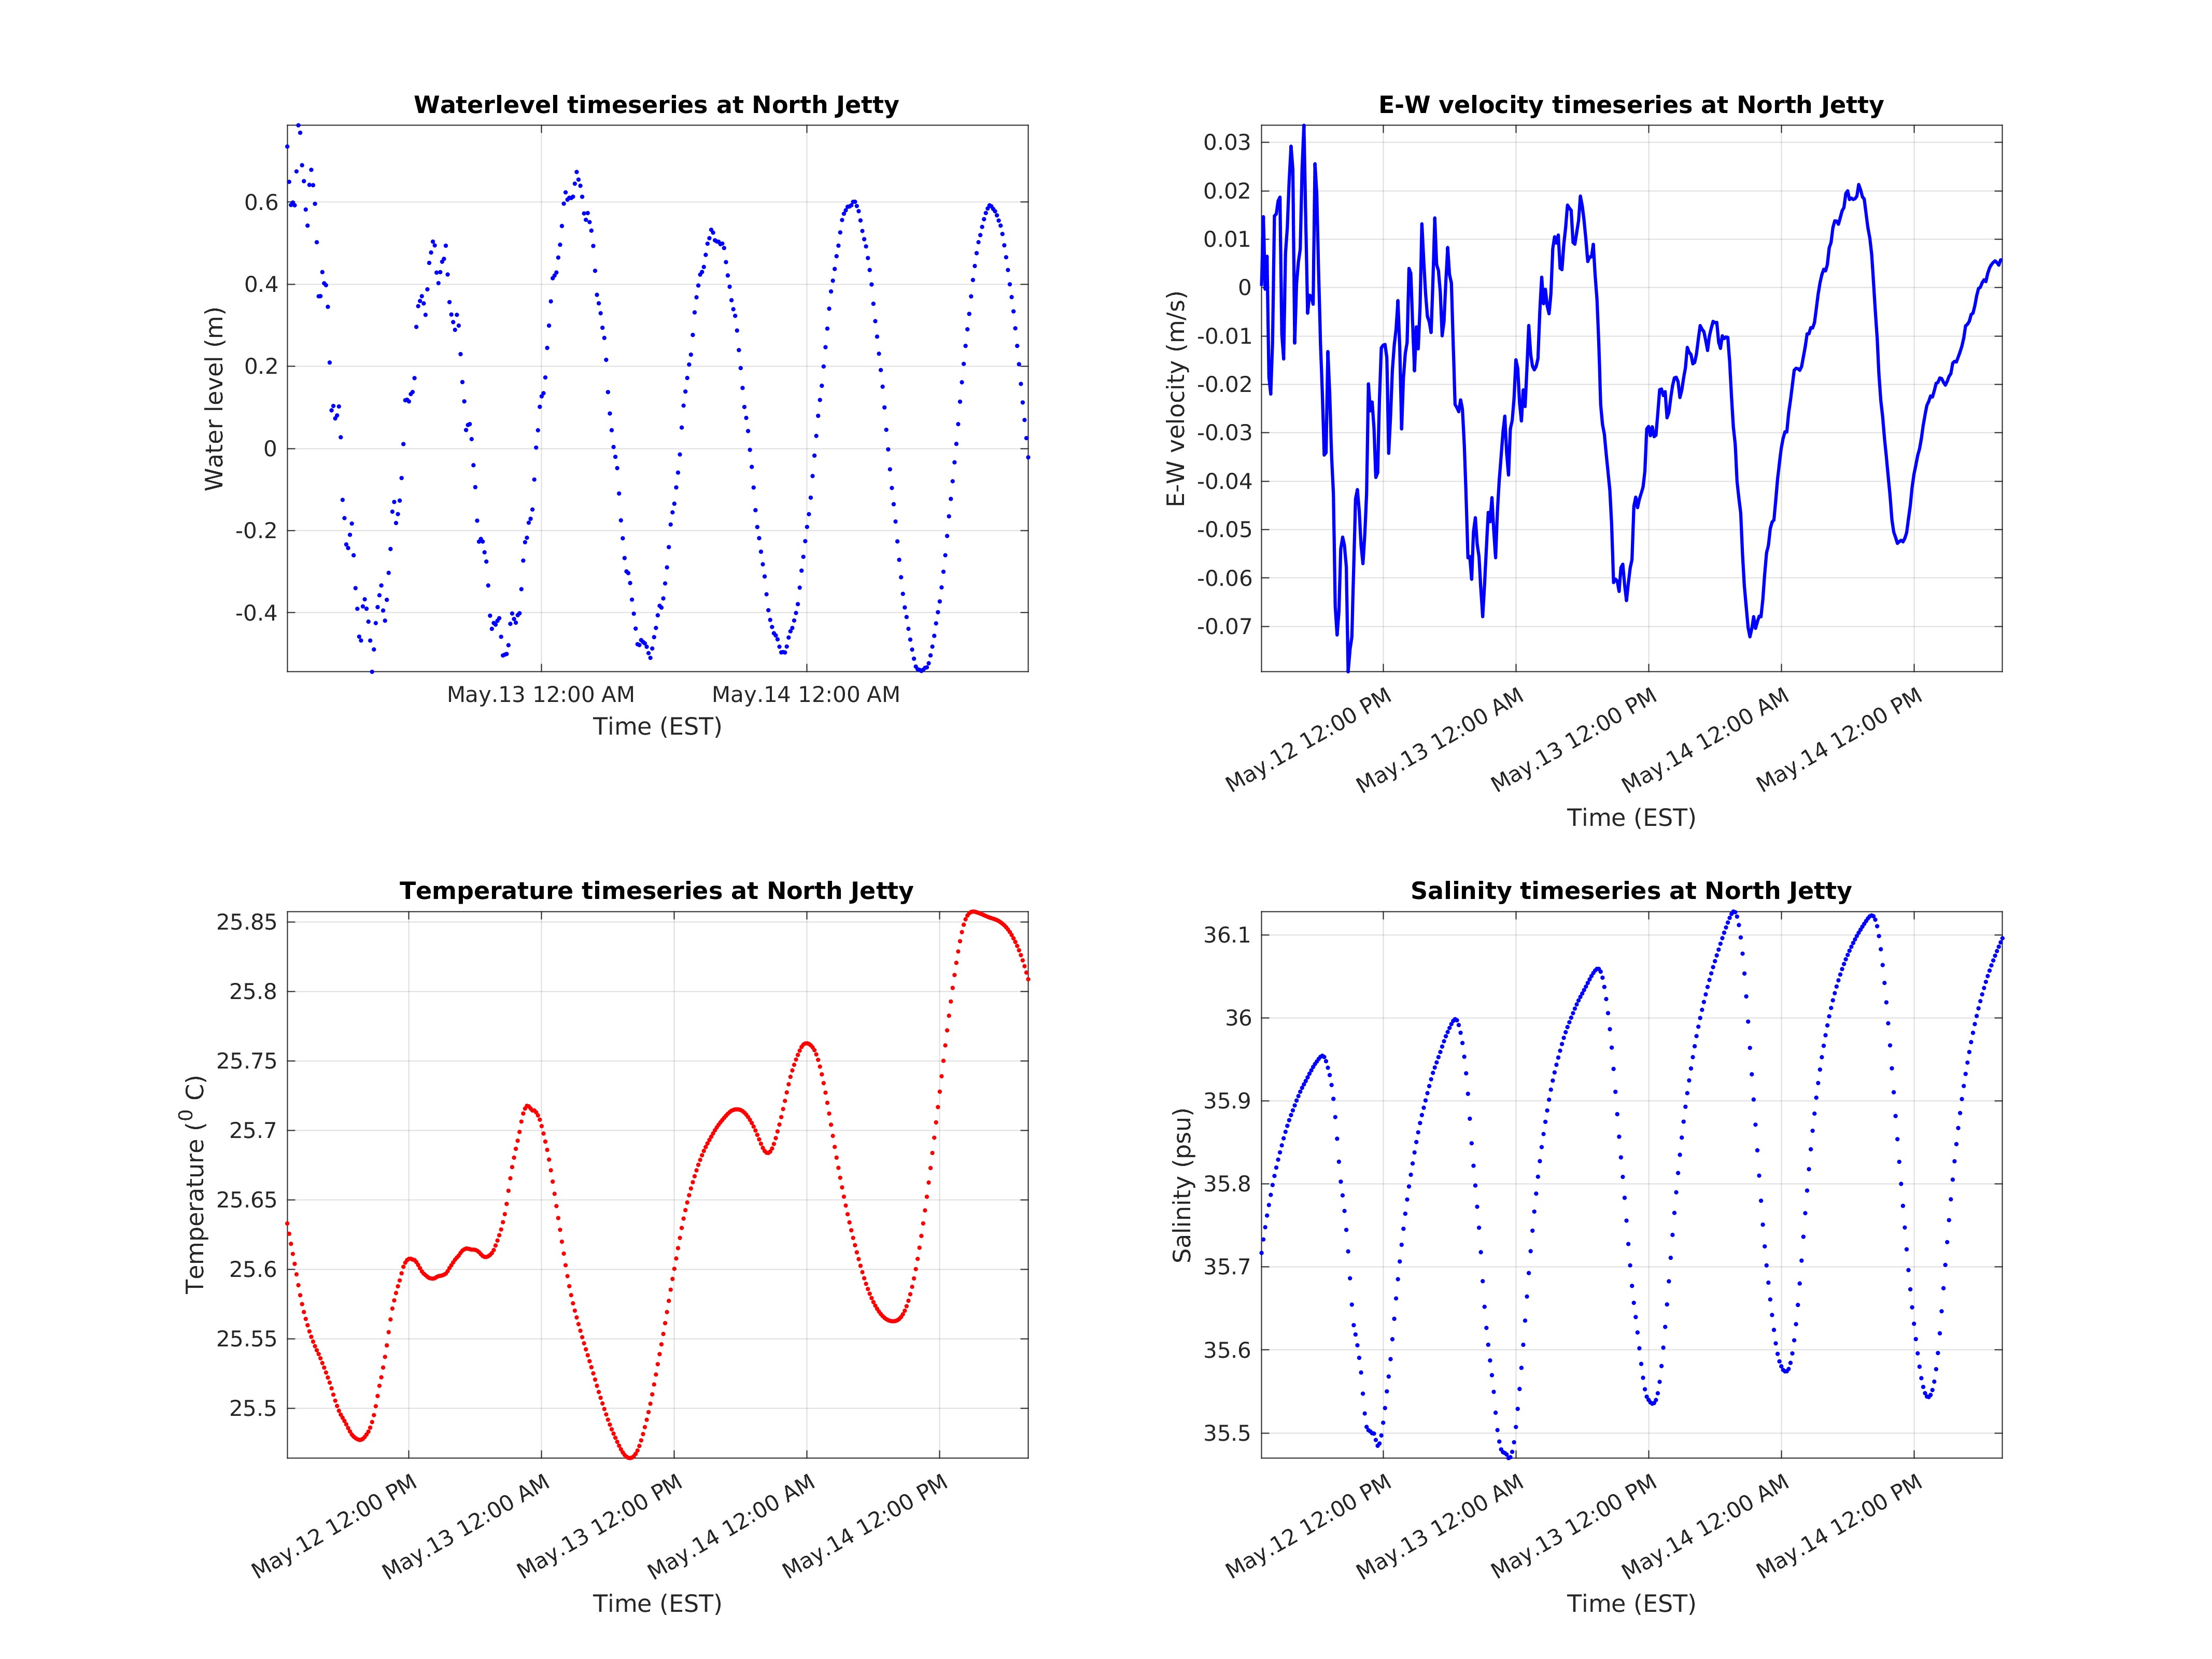 Waterlevel timeseries at North Jetty
Water level (m)
0.6
0.4
0.2
0
-0.2
-0.4
May.13 12:00 AM
May.14 12:00 AM
Time (EST)
E-W velocity timeseries at North Jetty
E-W velocity (m/s)
0.03
0.02
0.01
0
-0.01
-0.02
-0.03
-0.04
-0.05
-0.06
-0.07
May.12 12:00 PM
May.13 12:00 AM
May.13 12:00 PM
May.14 12:00 AM
May.14 12:00 PM
Time (EST)
Temperature timeseries at North Jetty
Temperature (⁰ C)
25.85
25.8
25.75
25.7
25.65
25.6
25.55
25.5
May.12 12:00 PM
May.13 12:00 AM
May.13 12:00 PM
May.14 12:00 AM
May.14 12:00 PM
Time (EST)
Salinity timeseries at North Jetty
Salinity (psu)
36.1
36
35.9
35.8
35.7
35.6
35.5
May.12 12:00 PM
May.13 12:00 AM
May.13 12:00 PM
May.14 12:00 AM
May.14 12:00 PM
Time (EST)